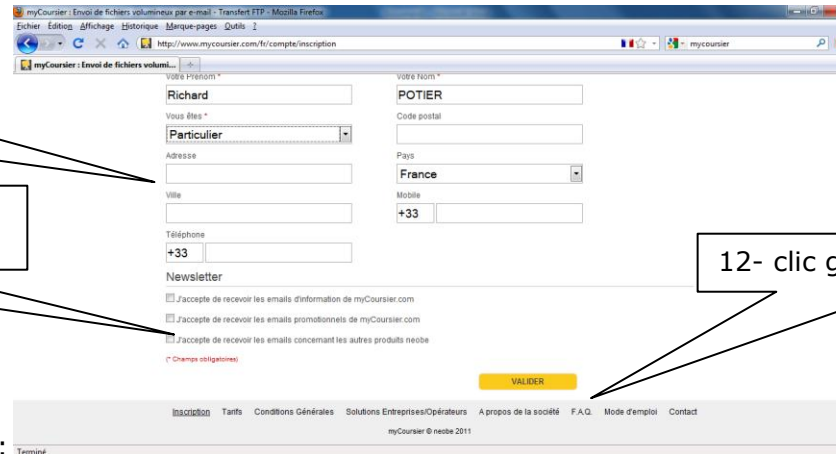 myCoursier : Envoi de fichiers volumineux par e-mail - Transfert FTP - Mozilla Firefox
Fichier Edition Affichage Historique Marque-pages Outils ?
http://www.mycoursier.com/fr/compte/inscription
mycoursier
myCoursier : Envoi de fichiers volumi...
Votre Prénom * Votre Nom *
Richard POTIER
Vous êtes * Code postal
Particulier
Adresse Pays
France
Ville Mobile
+33
Téléphone
+33
Newsletter
12- clic g
J'accepte de recevoir les emails d'information de myCoursier.com
J'accepte de recevoir les emails promotionnels de myCoursier.com
J'accepte de recevoir les emails concernant les autres produits neobe
(* Champs obligatoires)
VALIDER
Inscription Tarifs Conditions Générales Solutions Entreprises/Opérateurs A propos de la société F.A.Q. Mode d'emploi Contact
myCoursier © neobe 2011
:
Terminé